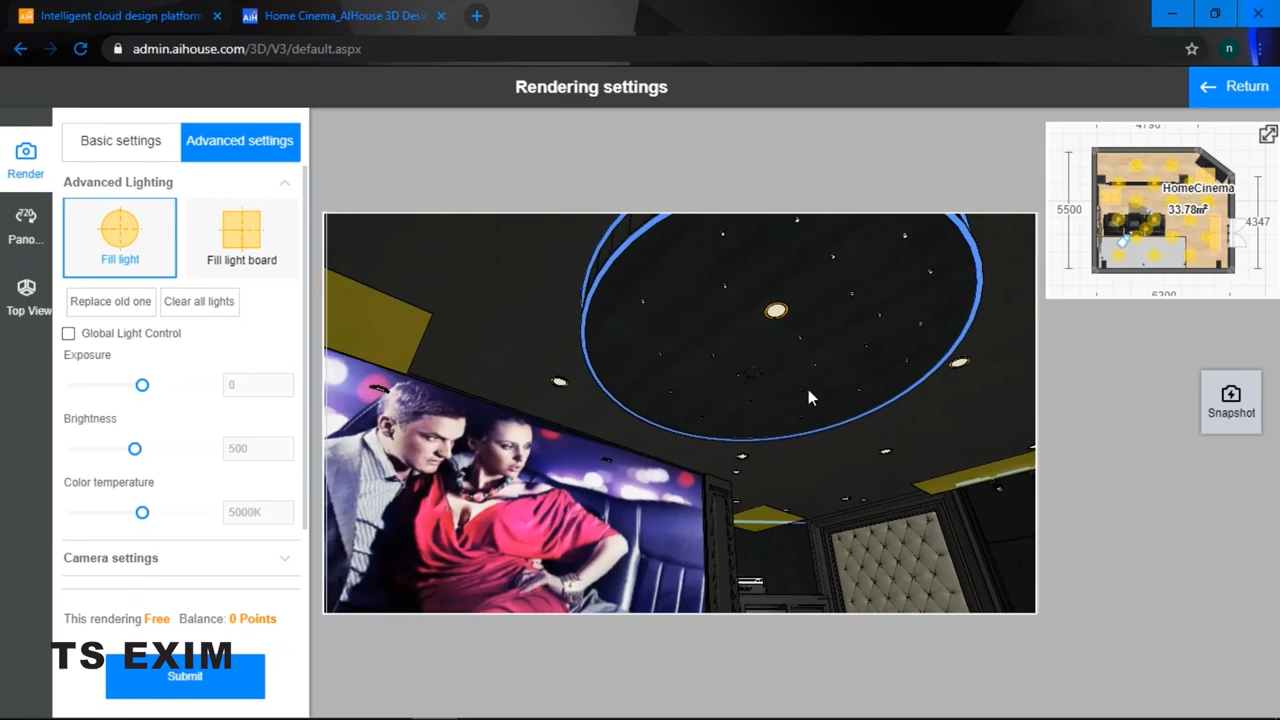 Intelligent cloud design platform
Home Cinema_AIHouse 3D Desi
admin.aihouse.com/3D/V3/default.aspx
n
Rendering settings
Return
Render
Pano...
Top View
Basic settings
Advanced settings
Advanced Lighting
Fill light
Fill light board
Replace old one
Clear all lights
Global Light Control
Exposure
0
Brightness
500
Color temperature
5000K
Camera settings
This rendering Free Balance: 0 Points
TS EXIM
Submit
4790
5500
HomeCinema
33.78m²
4347
6300
Snapshot
720